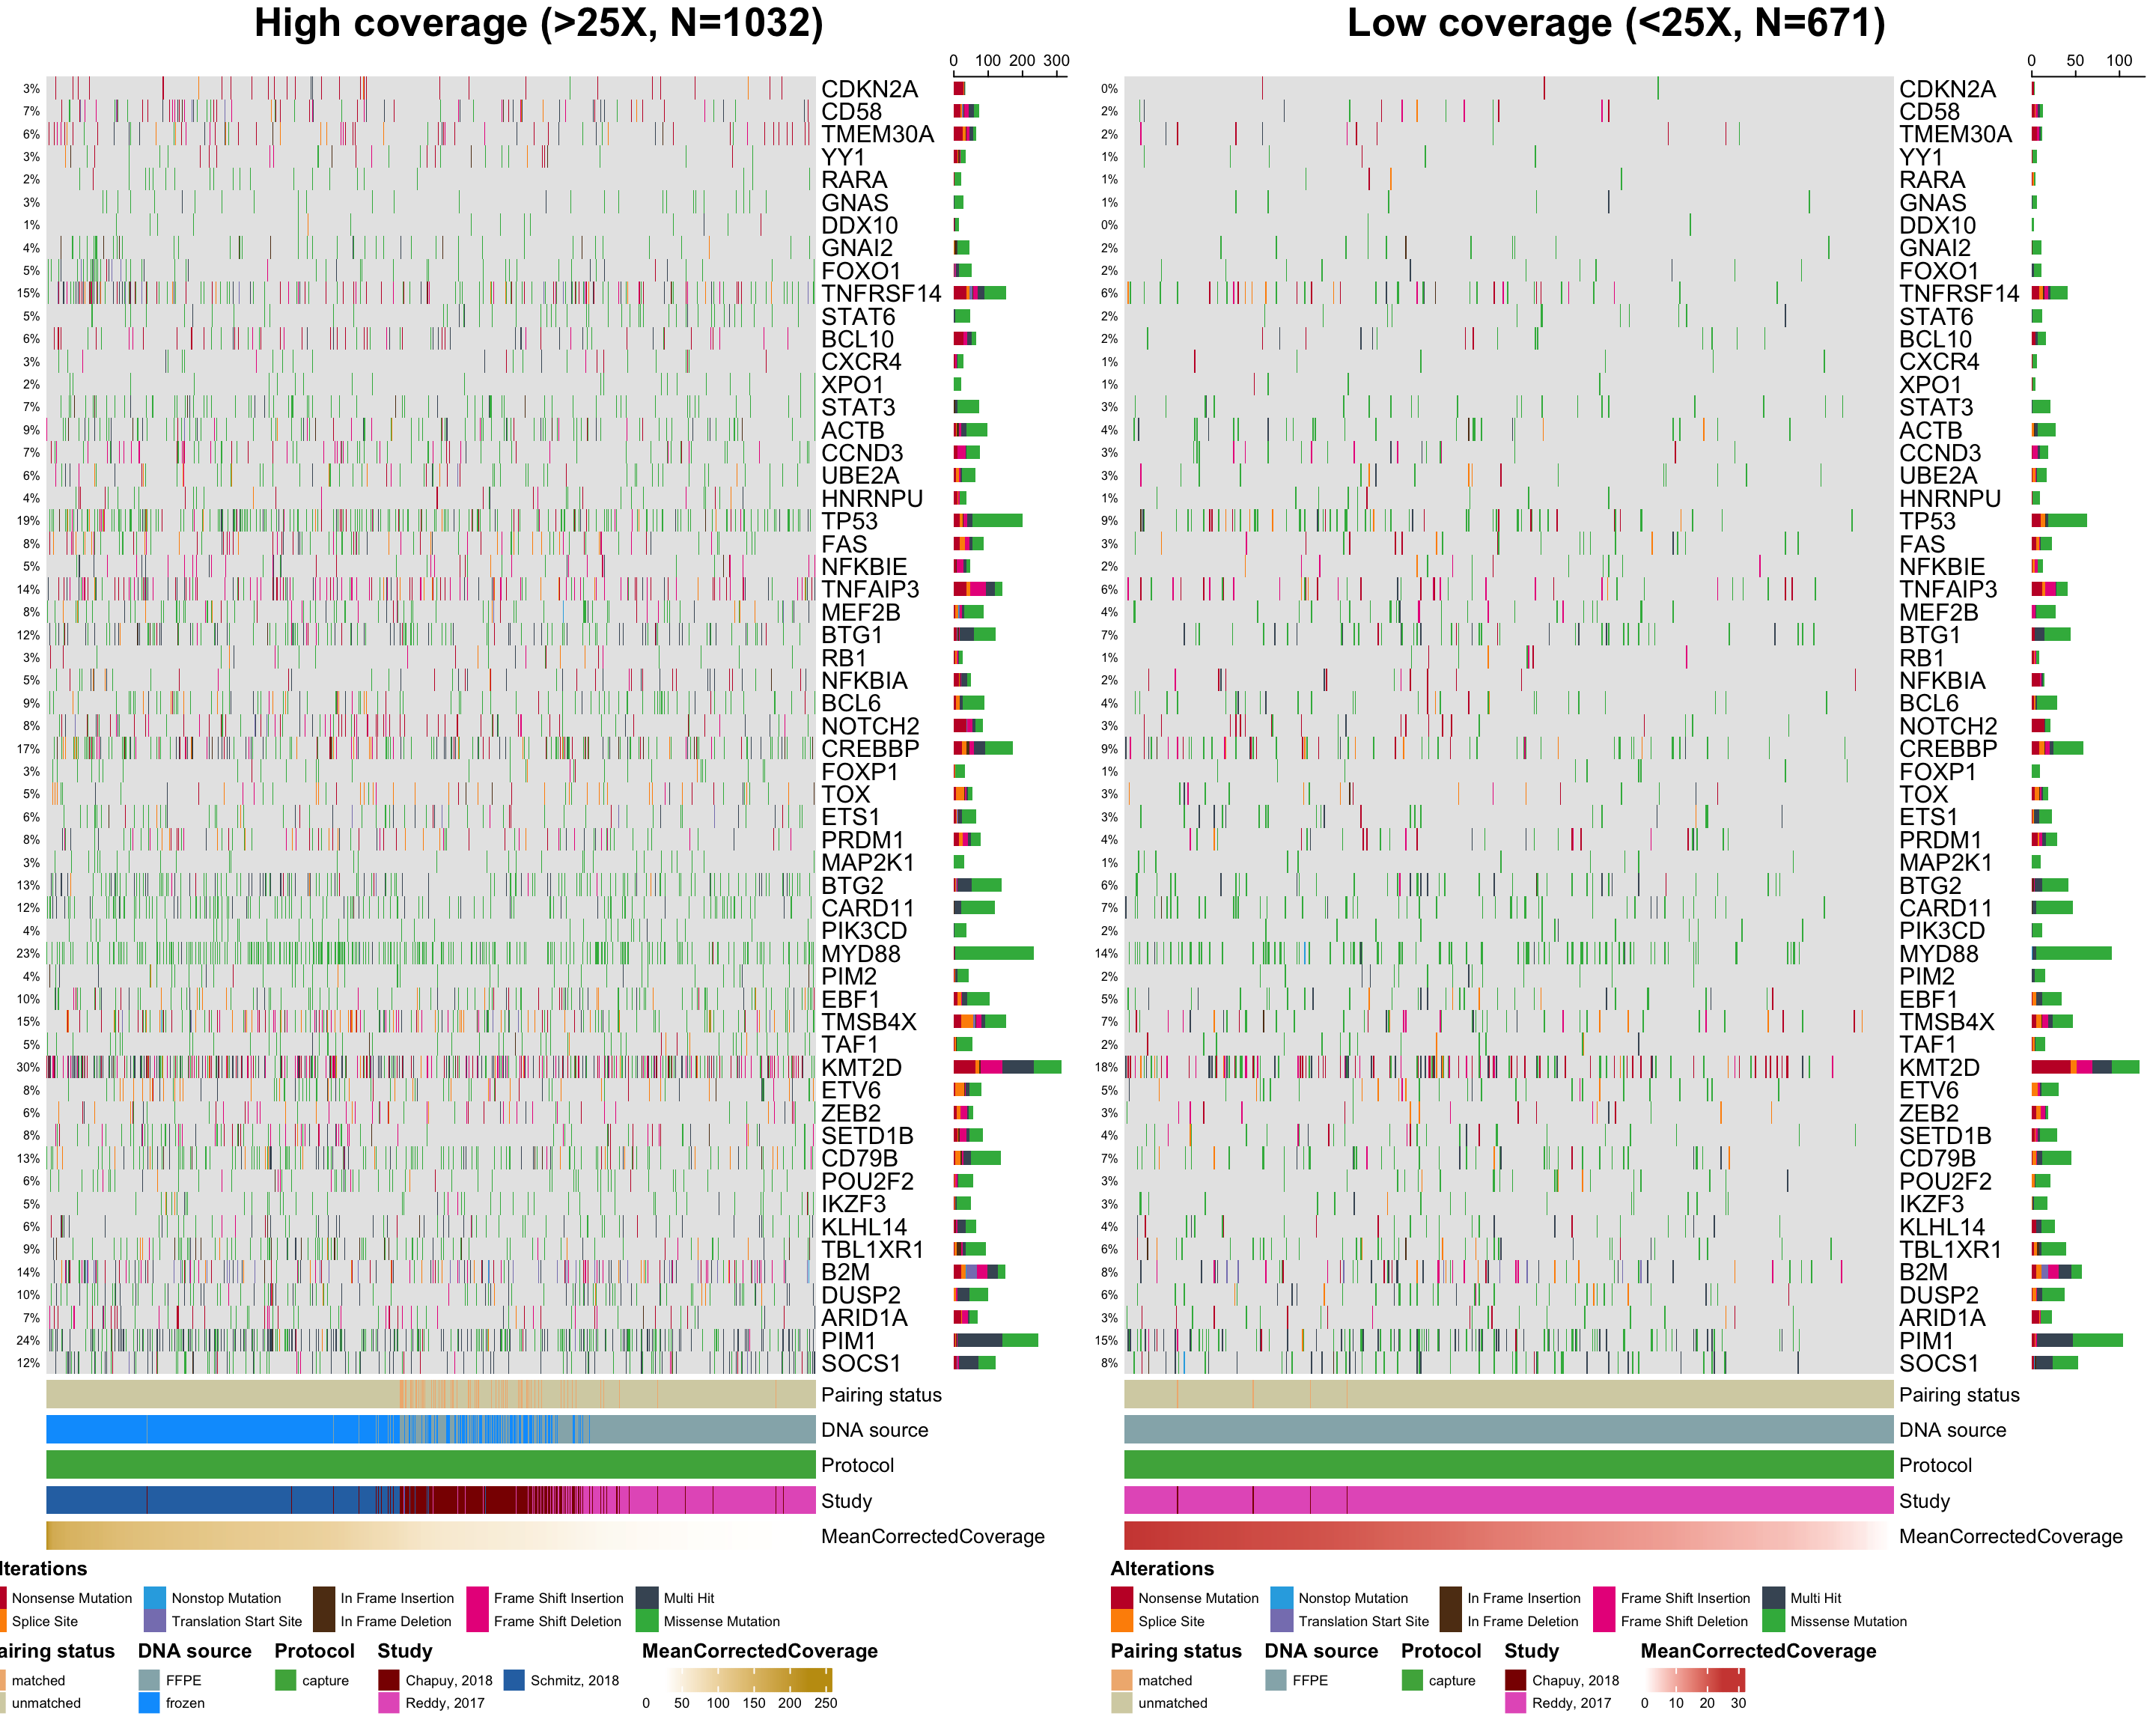 High coverage (>25X, N=1032)
0 100 200 300
3% CDKN2A
7% CD58
6% TMEM30A
3% YY1
2% RARA
3% GNAS
1% DDX10
4% GNAI2
5% FOXO1
15% TNFRSF14
5% STAT6
6% BCL10
3% CXCR4
2% XPO1
7% STAT3
9% ACTB
7% CCND3
6% UBE2A
4% HNRNPU
19% TP53
8% FAS
5% NFKBIE
14% TNFAIP3
8% MEF2B
12% BTG1
3% RB1
5% NFKBIA
9% BCL6
8% NOTCH2
17% CREBBP
3% FOXP1
5% TOX
6% ETS1
8% PRDM1
3% MAP2K1
13% BTG2
12% CARD11
4% PIK3CD
23% MYD88
4% PIM2
10% EBF1
15% TMSB4X
5% TAF1
30% KMT2D
8% ETV6
6% ZEB2
8% SETD1B
13% CD79B
6% POU2F2
5% IKZF3
6% KLHL14
9% TBL1XR1
14% B2M
10% DUSP2
7% ARID1A
24% PIM1
12% SOCS1
Pairing status
DNA source
Protocol
Study
MeanCorrectedCoverage
lterations
Nonsense Mutation Nonstop Mutation In Frame Insertion Frame Shift Insertion Multi Hit
Splice Site Translation Start Site In Frame Deletion Frame Shift Deletion Missense Mutation
airing status DNA source Protocol Study MeanCorrectedCoverage
matched FFPE capture Chapuy, 2018 Schmitz, 2018
unmatched frozen Reddy, 2017 0 50 100 150 200 250
Low coverage (<25X, N=671)
0 50 100
0% CDKN2A
2% CD58
2% TMEM30A
1% YY1
1% RARA
1% GNAS
0% DDX10
2% GNAI2
2% FOXO1
6% TNFRSF14
2% STAT6
2% BCL10
1% CXCR4
1% XPO1
3% STAT3
4% ACTB
3% CCND3
3% UBE2A
1% HNRNPU
9% TP53
3% FAS
2% NFKBIE
6% TNFAIP3
4% MEF2B
7% BTG1
1% RB1
2% NFKBIA
4% BCL6
3% NOTCH2
9% CREBBP
1% FOXP1
3% TOX
3% ETS1
4% PRDM1
1% MAP2K1
6% BTG2
7% CARD11
2% PIK3CD
14% MYD88
2% PIM2
5% EBF1
7% TMSB4X
2% TAF1
18% KMT2D
5% ETV6
3% ZEB2
4% SETD1B
7% CD79B
3% POU2F2
3% IKZF3
4% KLHL14
6% TBL1XR1
8% B2M
6% DUSP2
3% ARID1A
15% PIM1
8% SOCS1
Pairing status
DNA source
Protocol
Study
MeanCorrectedCoverage
Alterations
Nonsense Mutation Nonstop Mutation In Frame Insertion Frame Shift Insertion Multi Hit
Splice Site Translation Start Site In Frame Deletion Frame Shift Deletion Missense Mutation
Pairing status DNA source Protocol Study MeanCorrectedCoverage
matched FFPE capture Chapuy, 2018
unmatched Reddy, 2017 0 10 20 30